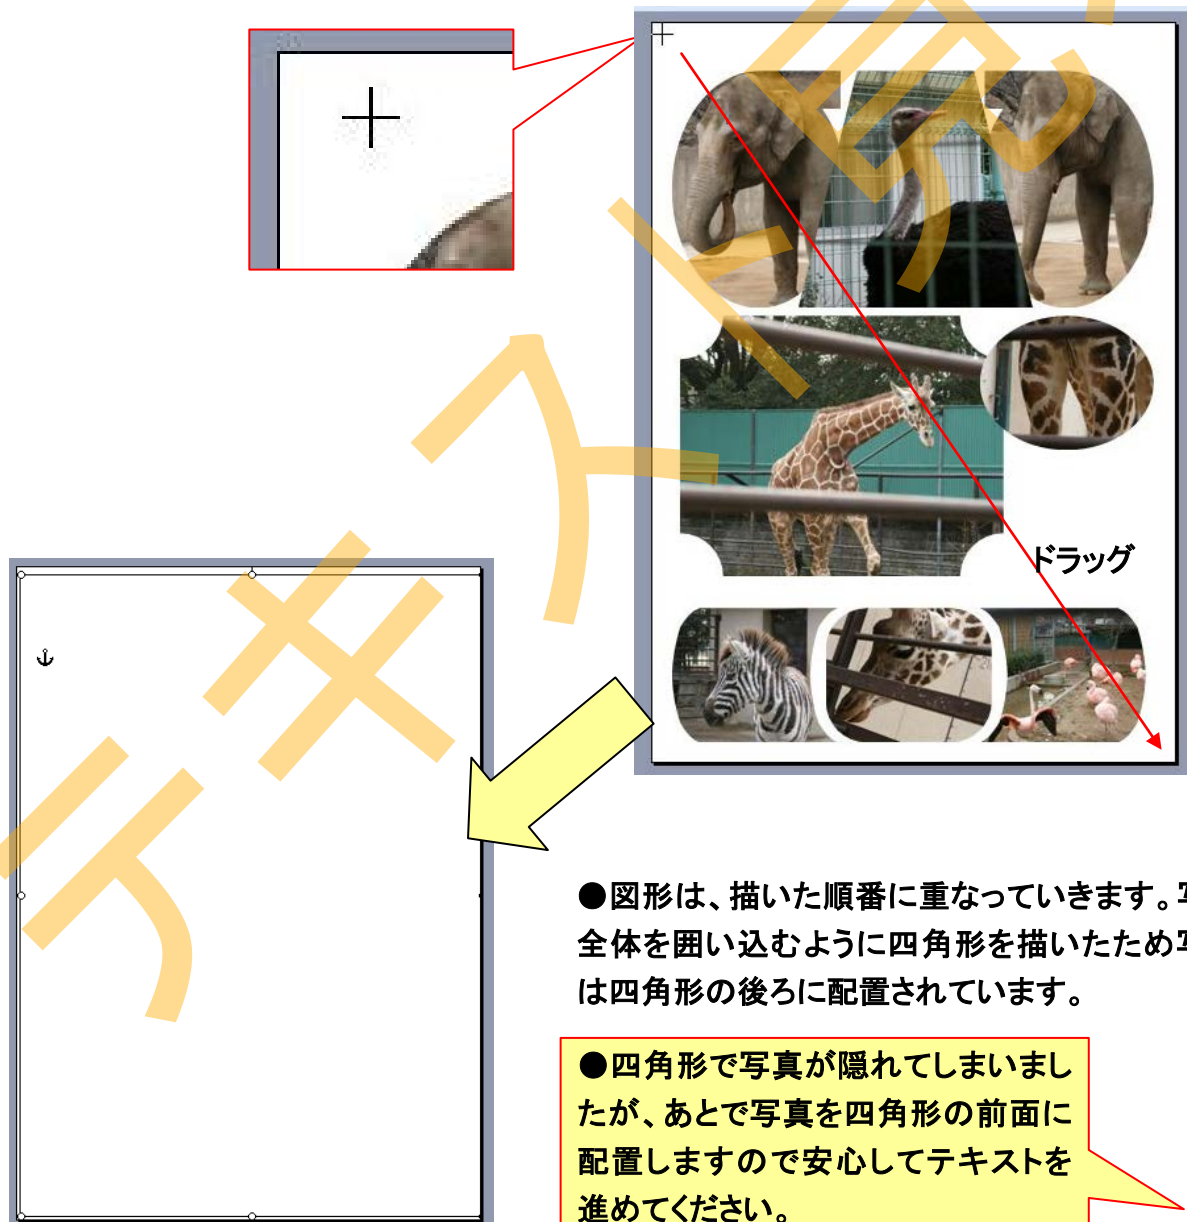 ドラッグ
●図形は、描いた順番に重なっていきます。
全体を囲い込むように四角形を描いたため
は四角形の後ろに配置されています。
●四角形で写真が隠れてしまいまし
たが、あとで写真を四角形の前面に
配置しますので安心してテキストを
進めてください。
テキスト見